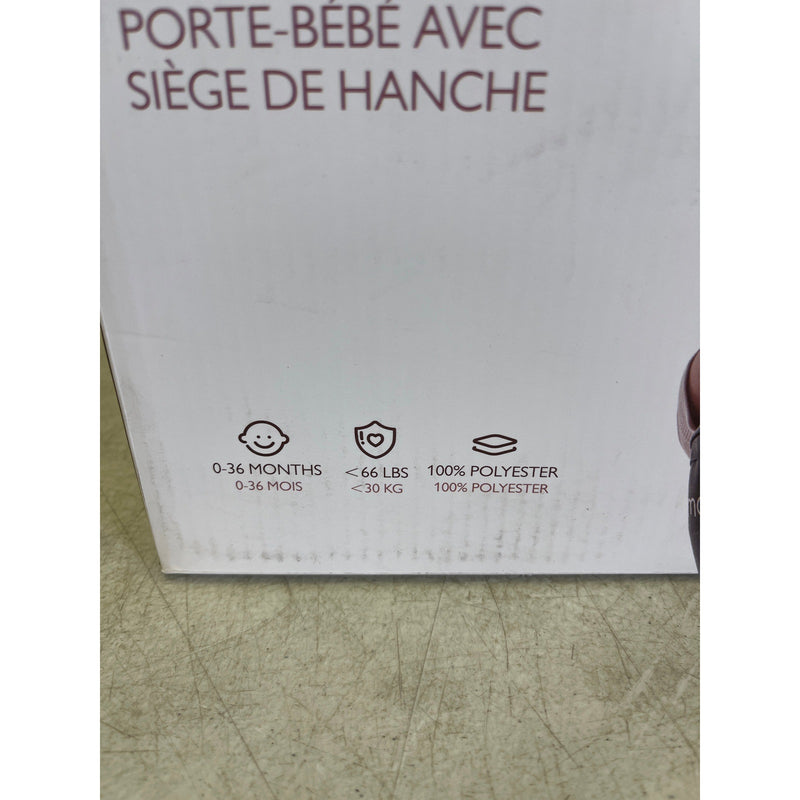 PORTE-BÉBÉ AVEC
SIÈGE DE HANCHE
0-36 MONTHS
0-36 MOIS
<66 LBS
<30 KG
100% POLYESTER
100% POLYESTER